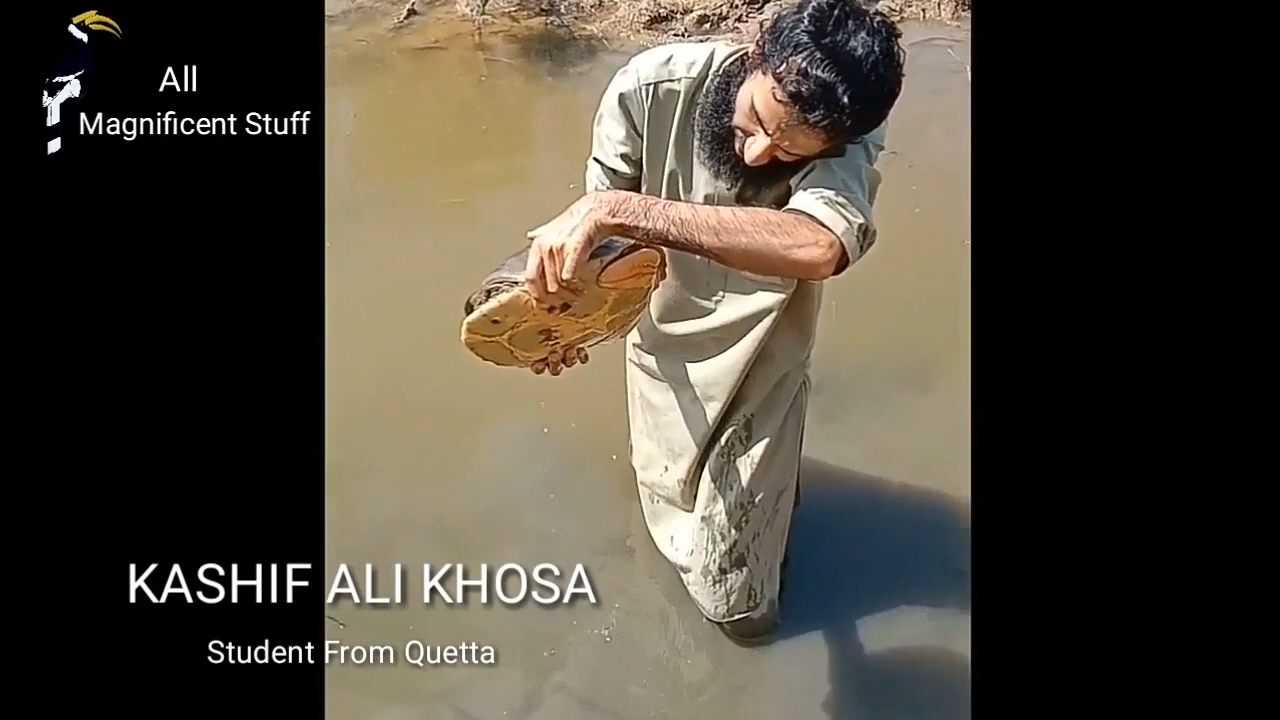 All
Magnificent Stuff
KASHIF ALI KHOSA
Student From Quetta